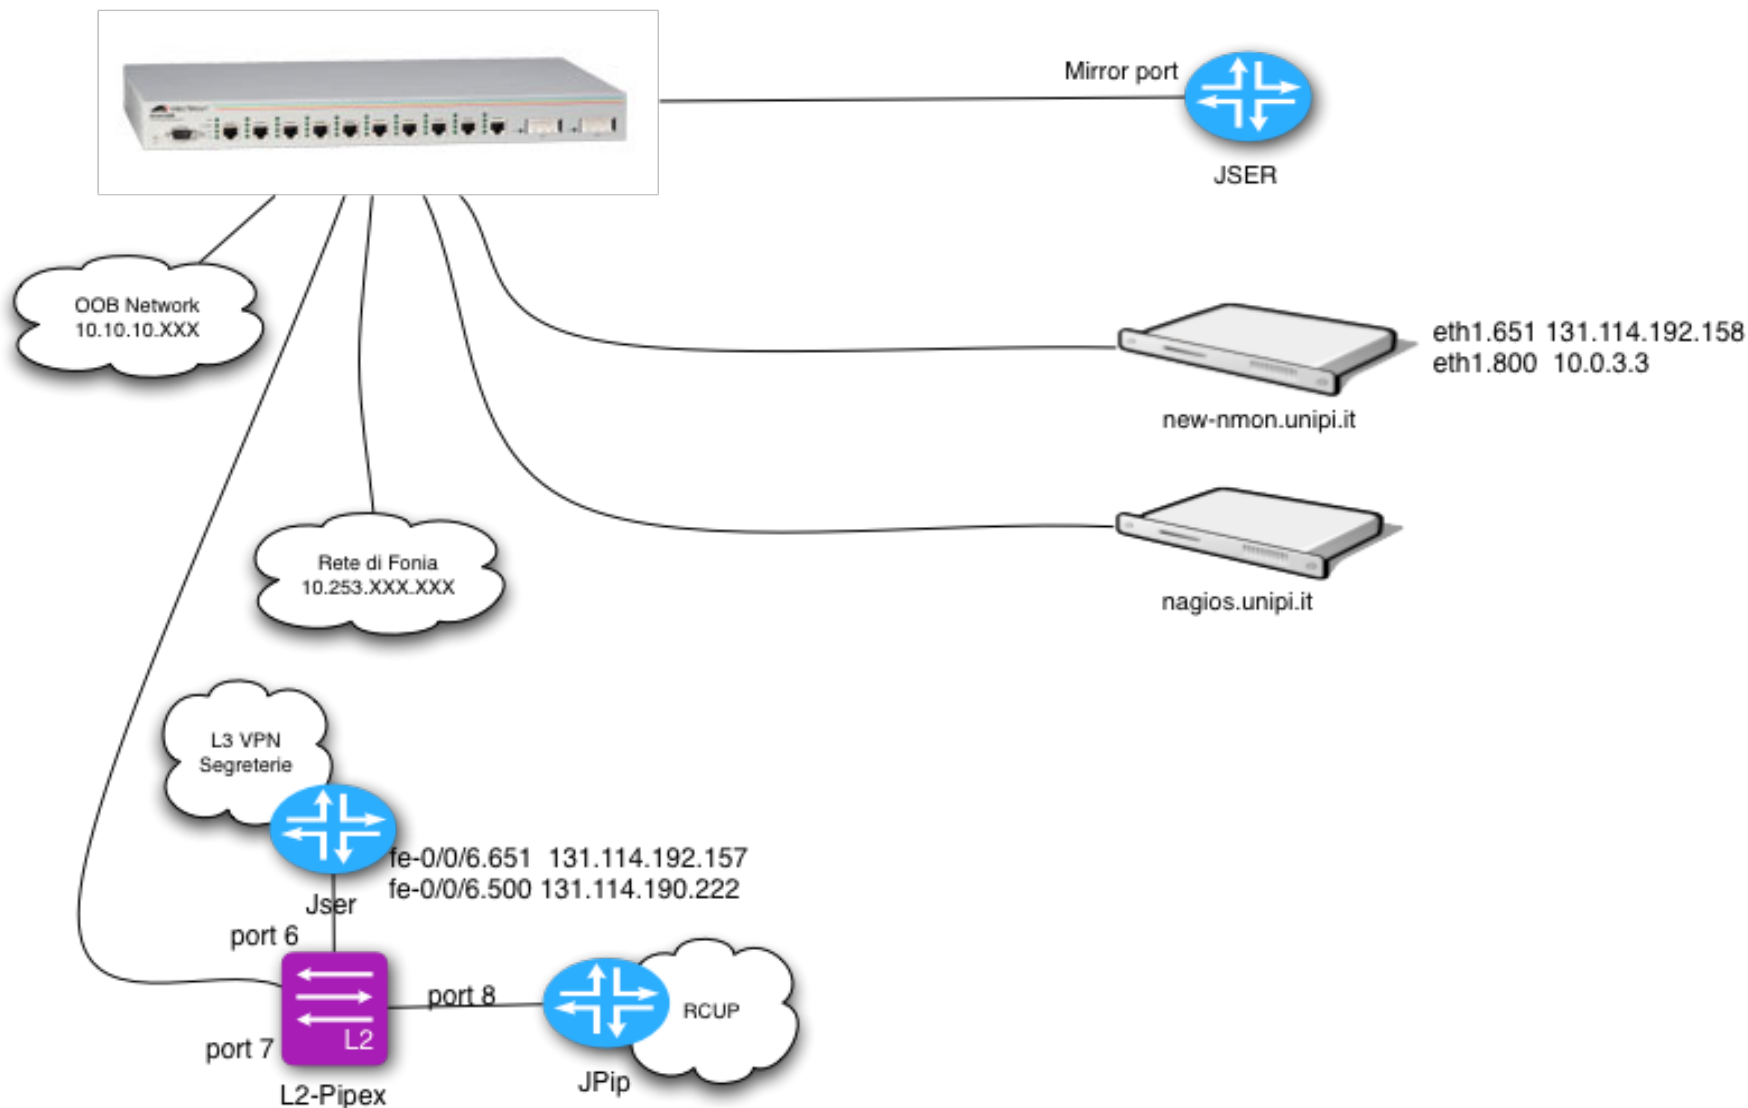 Mirror port
JSER
OOB Network
10.10.10.XXX
eth1.651 131.114.192.158
eth1.800 10.0.3.3
new-nmon.unipi.it
Rete di Fonia
10.253.XXX.XXX
nagios.unipi.it
L3 VPN
Segreterie
fe-0/0/6.651 131.114.192.157
fe-0/0/6.500 131.114.190.222
Jser
port 6
port 8
RCUP
L2
port 7
JPip
L2-Pipex